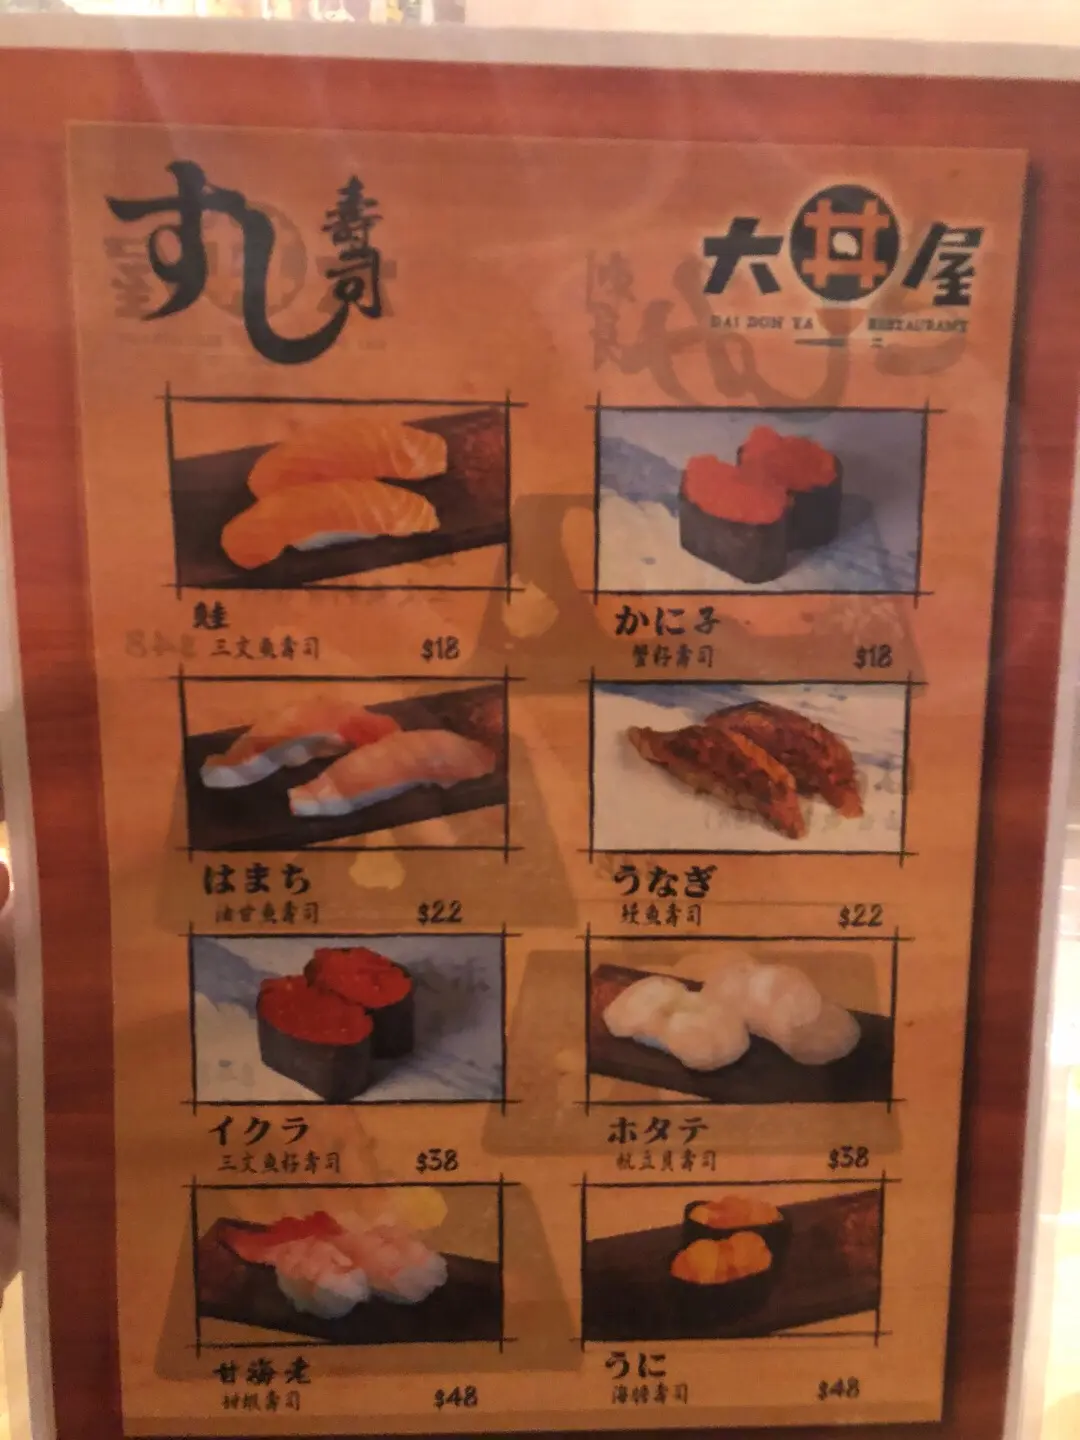 すし
寿司
大丼屋
DAI DON YA RESTAURANT
鮭
三文魚壽司 $18
かに子
蟹籽壽司 $18
はまち
油甘魚壽司 $22
うなぎ
鰻魚壽司 $22
イクラ
三文魚籽壽司 $38
ホタテ
帆立貝壽司 $38
甘海老
甜蝦壽司 $48
うに
海膽壽司 $48